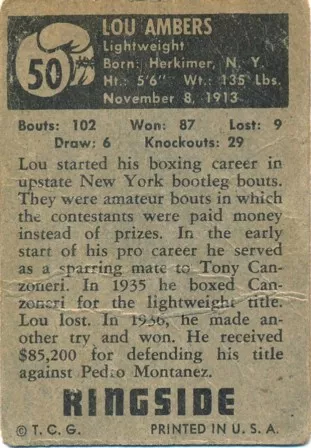 50
LOU AMBERS
Lightweight
Born: Herkimer, N. Y.
Ht.: 5'6" Wt.: 135 Lbs.
November 8, 1913
Bouts: 102 Won: 87 Lost: 9
Draw: 6 Knockouts: 29
Lou started his boxing career in
upstate New York bootleg bouts.
They were amateur bouts in which
the contestants were paid money
instead of prizes. In the early
start of his pro career he served
as a sparring mate to Tony Can-
zoneri. In 1935 he boxed Can-
zoneri for the lightweight title.
Lou lost. In 1936, he made an-
other try and won. He received
$85,200 for defending his title
against Pedro Montanez.
RINGSIDE
© T. C. G. PRINTED IN U. S. A.